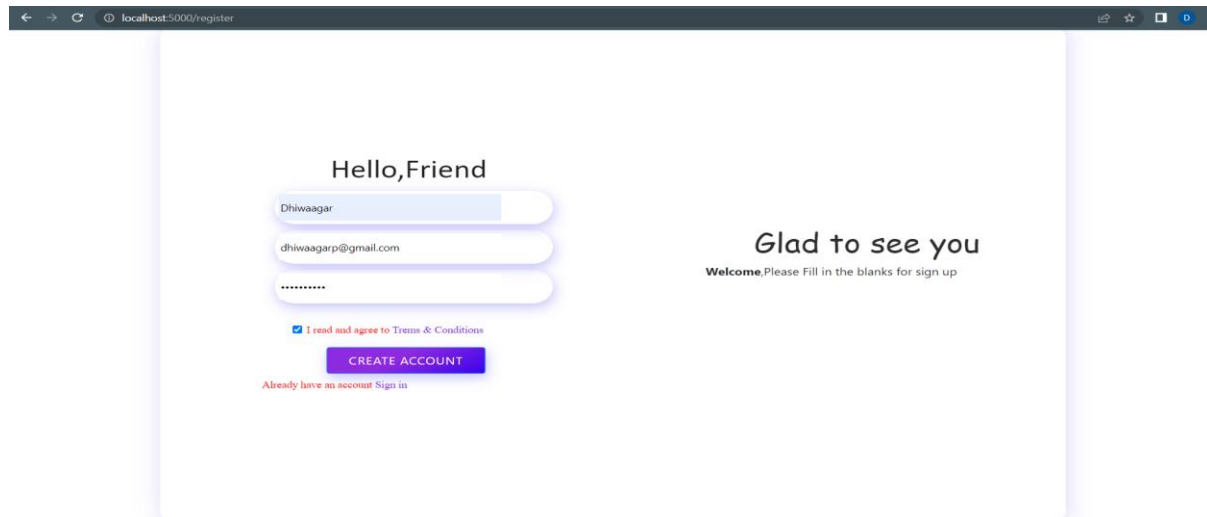 localhost:5000/register
D
Hello,Friend
Dhiwaagar
dhiwaagarp@gmail.com
••••••••••
I read and agree to Trems & Conditions
CREATE ACCOUNT
Already have an account Sign in
Glad to see you
Welcome,Please Fill in the blanks for sign up